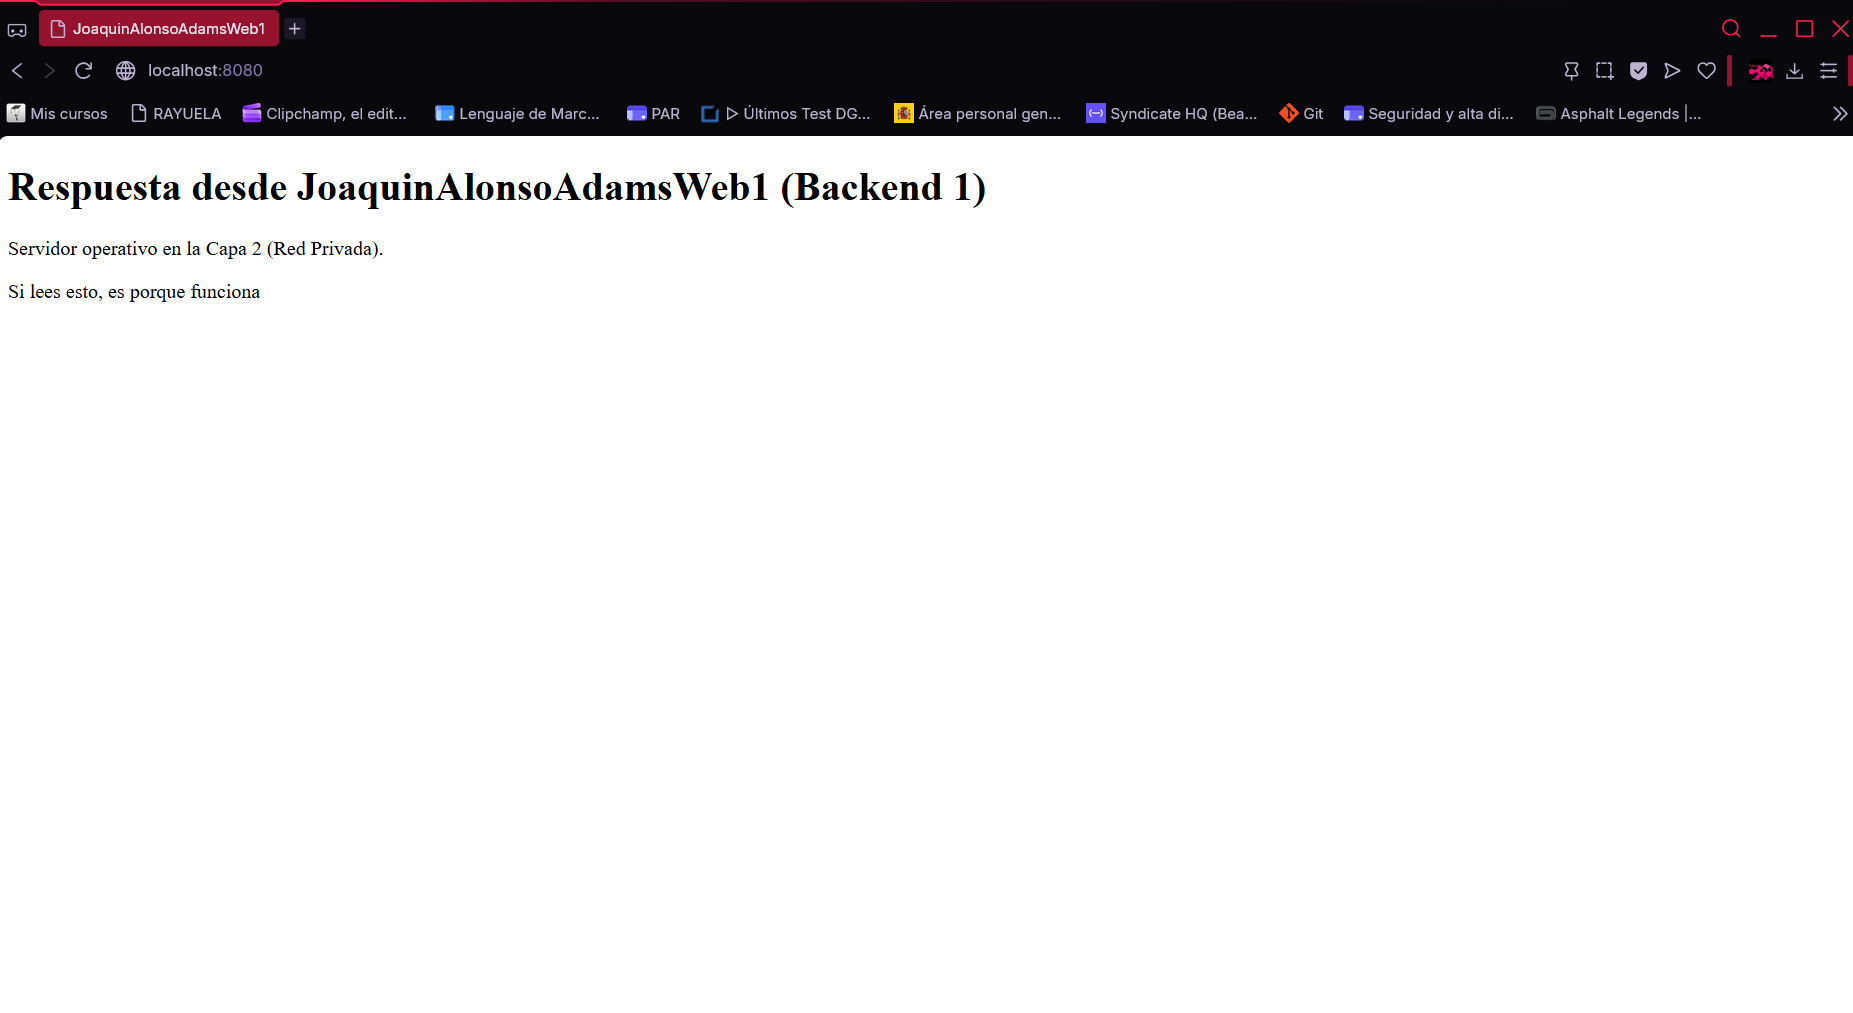 JoaquinAlonsoAdamsWeb1
localhost:8080
Mis cursos
RAYUELA
Clipchamp, el edit...
Lenguaje de Marc...
PAR
▷ Últimos Test DG...
Área personal gen...
Syndicate HQ (Bea...
Git
Seguridad y alta di...
Asphalt Legends |...
Respuesta desde JoaquinAlonsoAdamsWeb1 (Backend 1)
Servidor operativo en la Capa 2 (Red Privada).
Si lees esto, es porque funciona